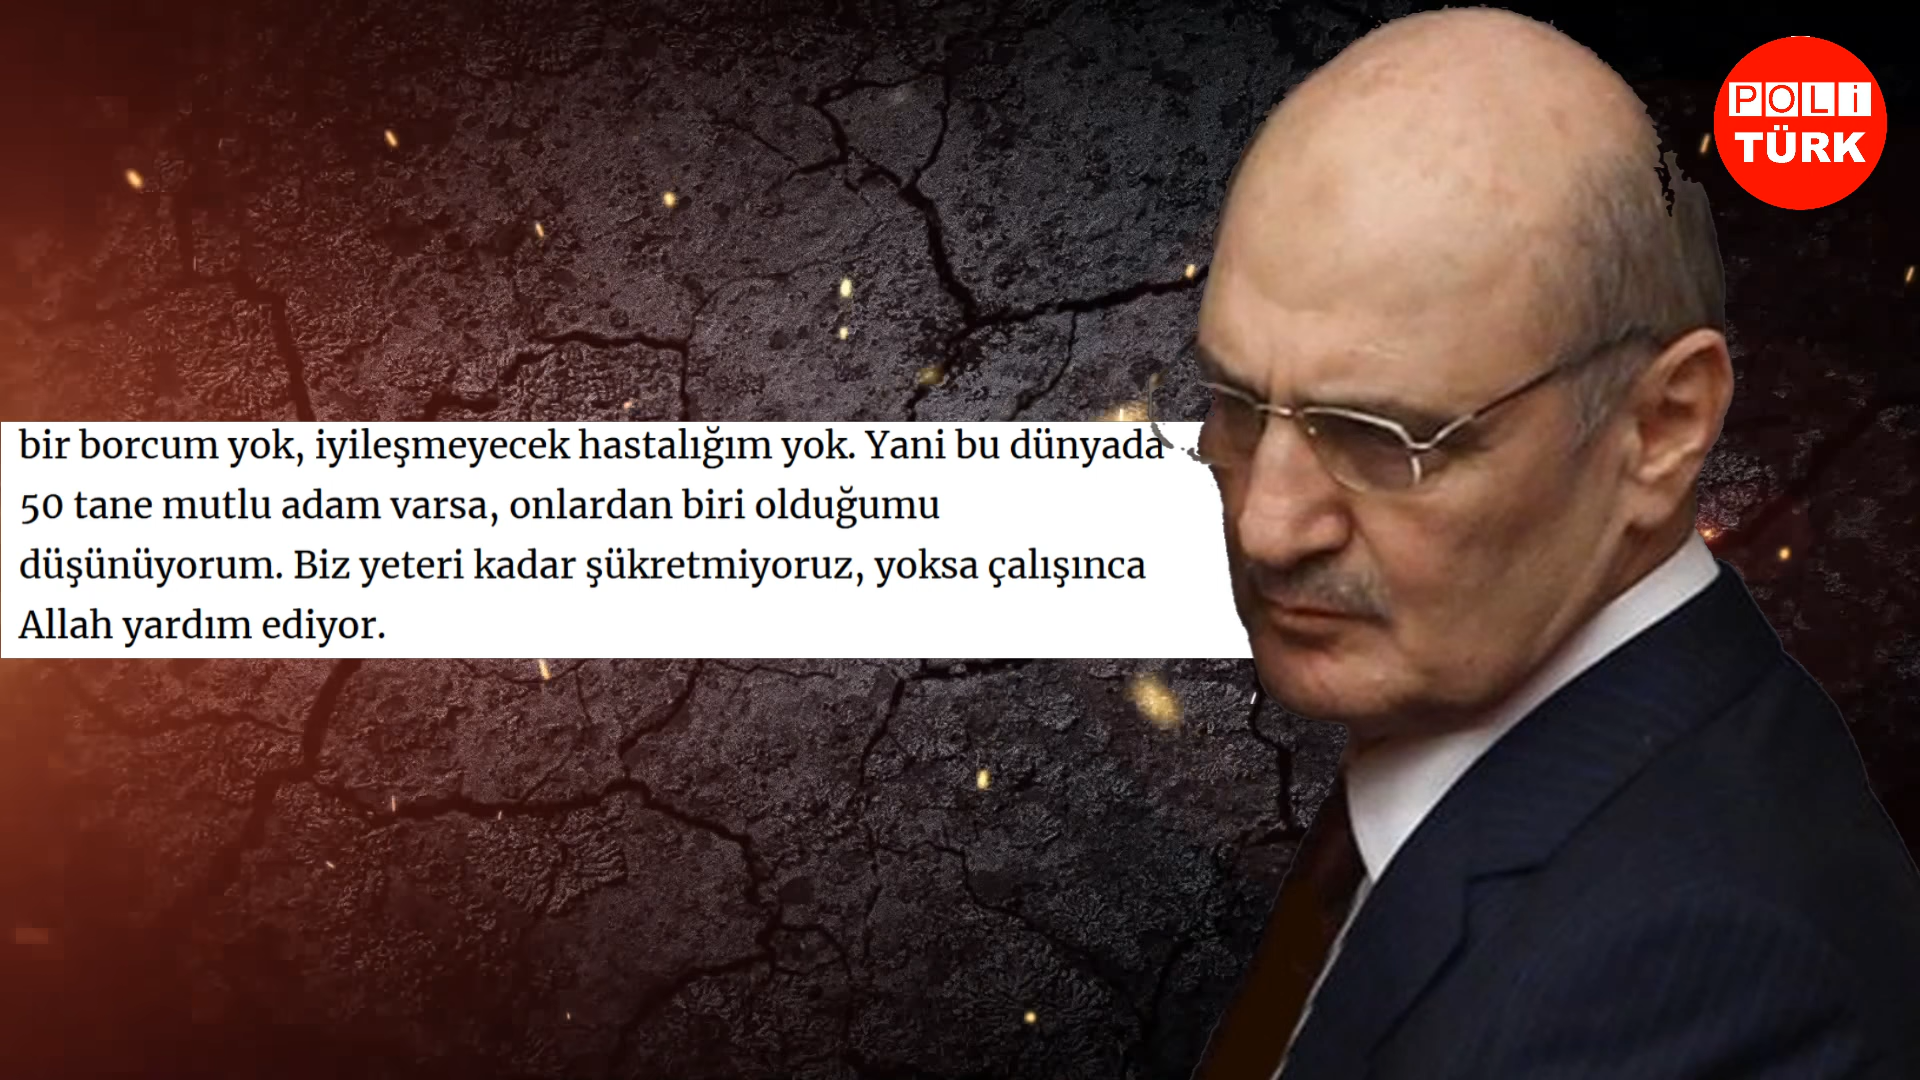 POLİ
TÜRK
bir borcum yok, iyileşmeyecek hastalığım yok. Yani bu dünyada
50 tane mutlu adam varsa, onlardan biri olduğumu
düşünüyorum. Biz yeteri kadar şükretmiyoruz, yoksa çalışınca
Allah yardım ediyor.